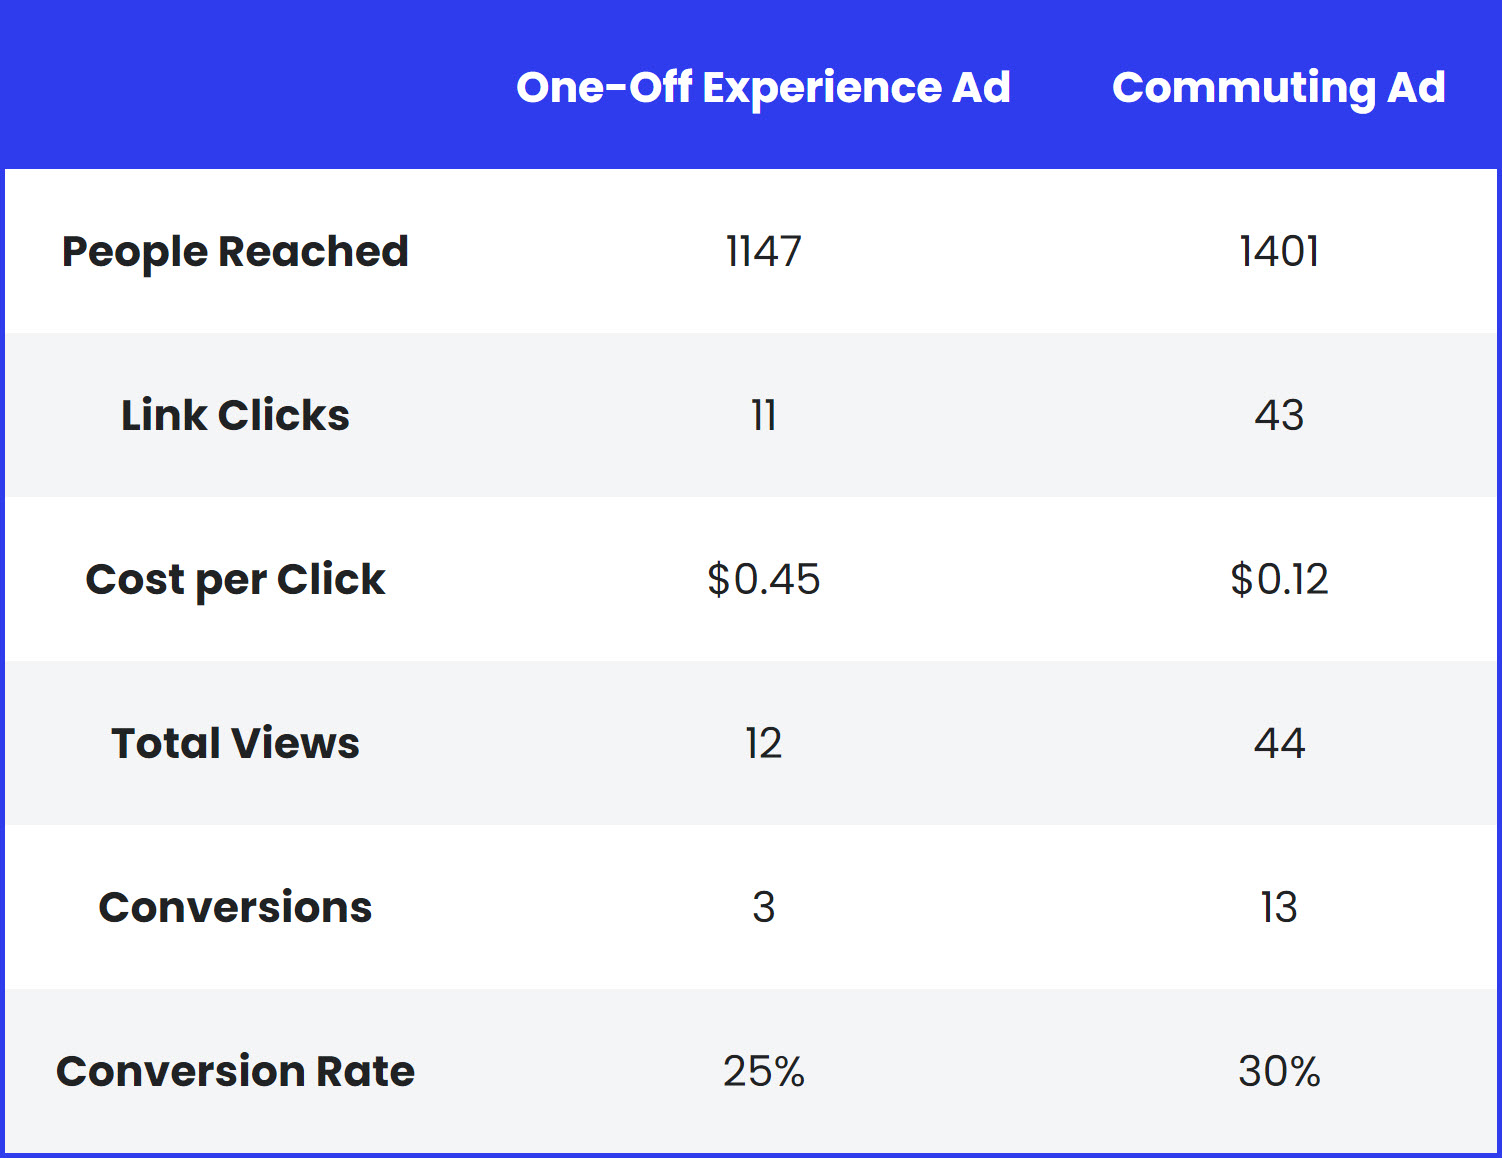 One-Off Experience Ad Commuting Ad
People Reached 1147 1401
Link Clicks 11 43
Cost per Click $0.45 $0.12
Total Views 12 44
Conversions 3 13
Conversion Rate 25% 30%